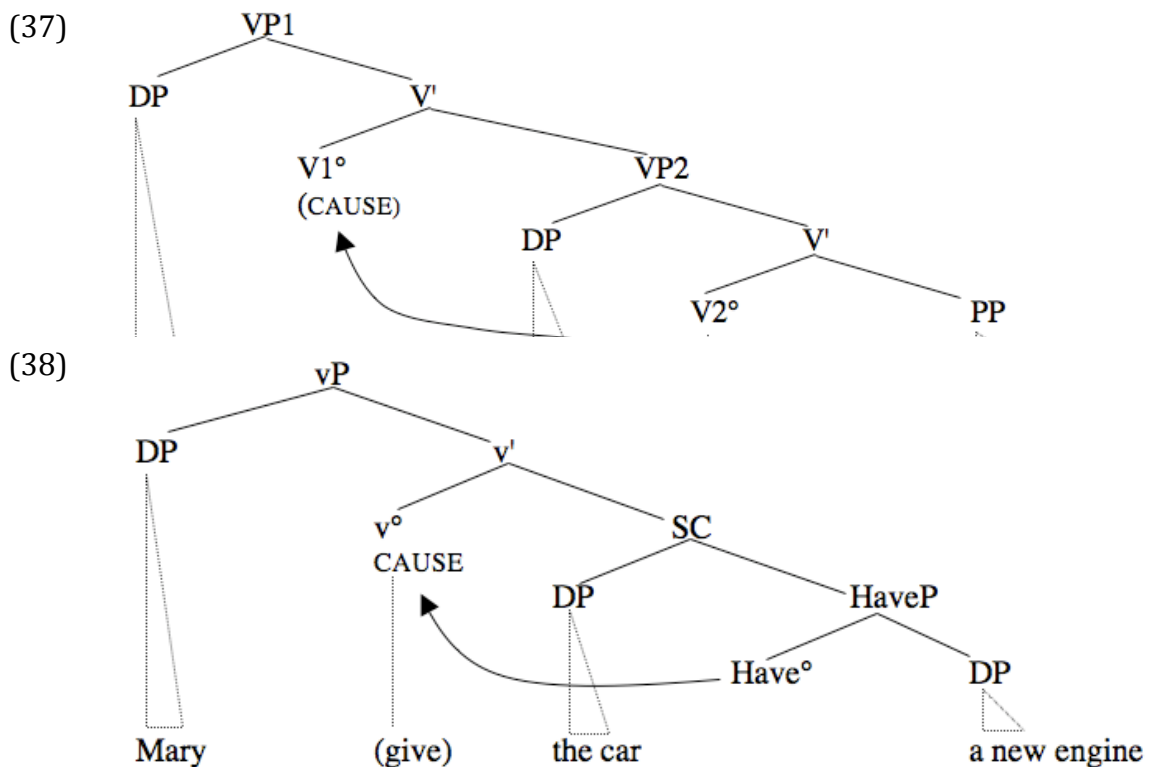 (37)
VP1
DP V'
V1° VP2
(CAUSE)
DP V'
V2° PP
(38)
vP
DP v'
v° SC
CAUSE
DP HaveP
Have° DP
Mary (give) the car a new engine